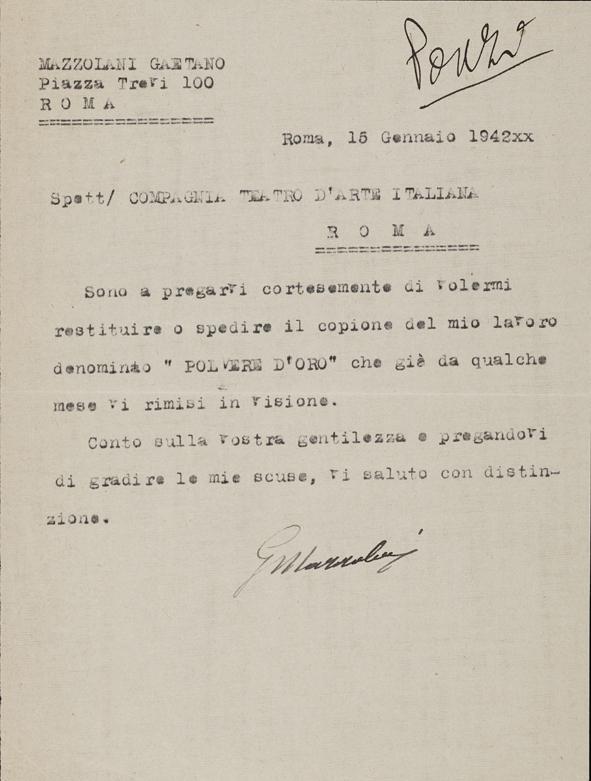 MAZZOLANI GAETANO
Piazza Trevi 100
R O M A
Roma, 15 Gennaio 1942xx
Spett/ COMPAGNIA TEATRO D'ARTE ITALIANA
R O M A
Sono a pregarvi cortesemente di volermi
restituire o spedire il copione del mio lavoro
denominto " POLVERE D'ORO" che già da qualche
mese vi rimisi in visione.
Conto sulla vostra gentilezza e pregandovi
di gradire le mie scuse, vi saluto con distin-
zione.
GMazzolani